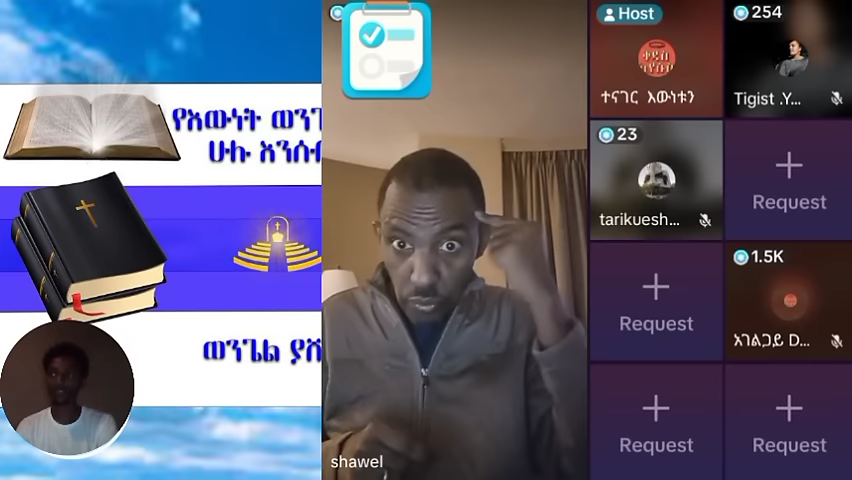 የእውነት ወንገ
ሁሉ እንሰብ
ወንጌል ያሸ
shawel
Host
ተናገር እውነቱን
254
Tigist .Y...
23
tarikuesh...
Request
Request
1.5K
አገልጋይ D...
Request
Request